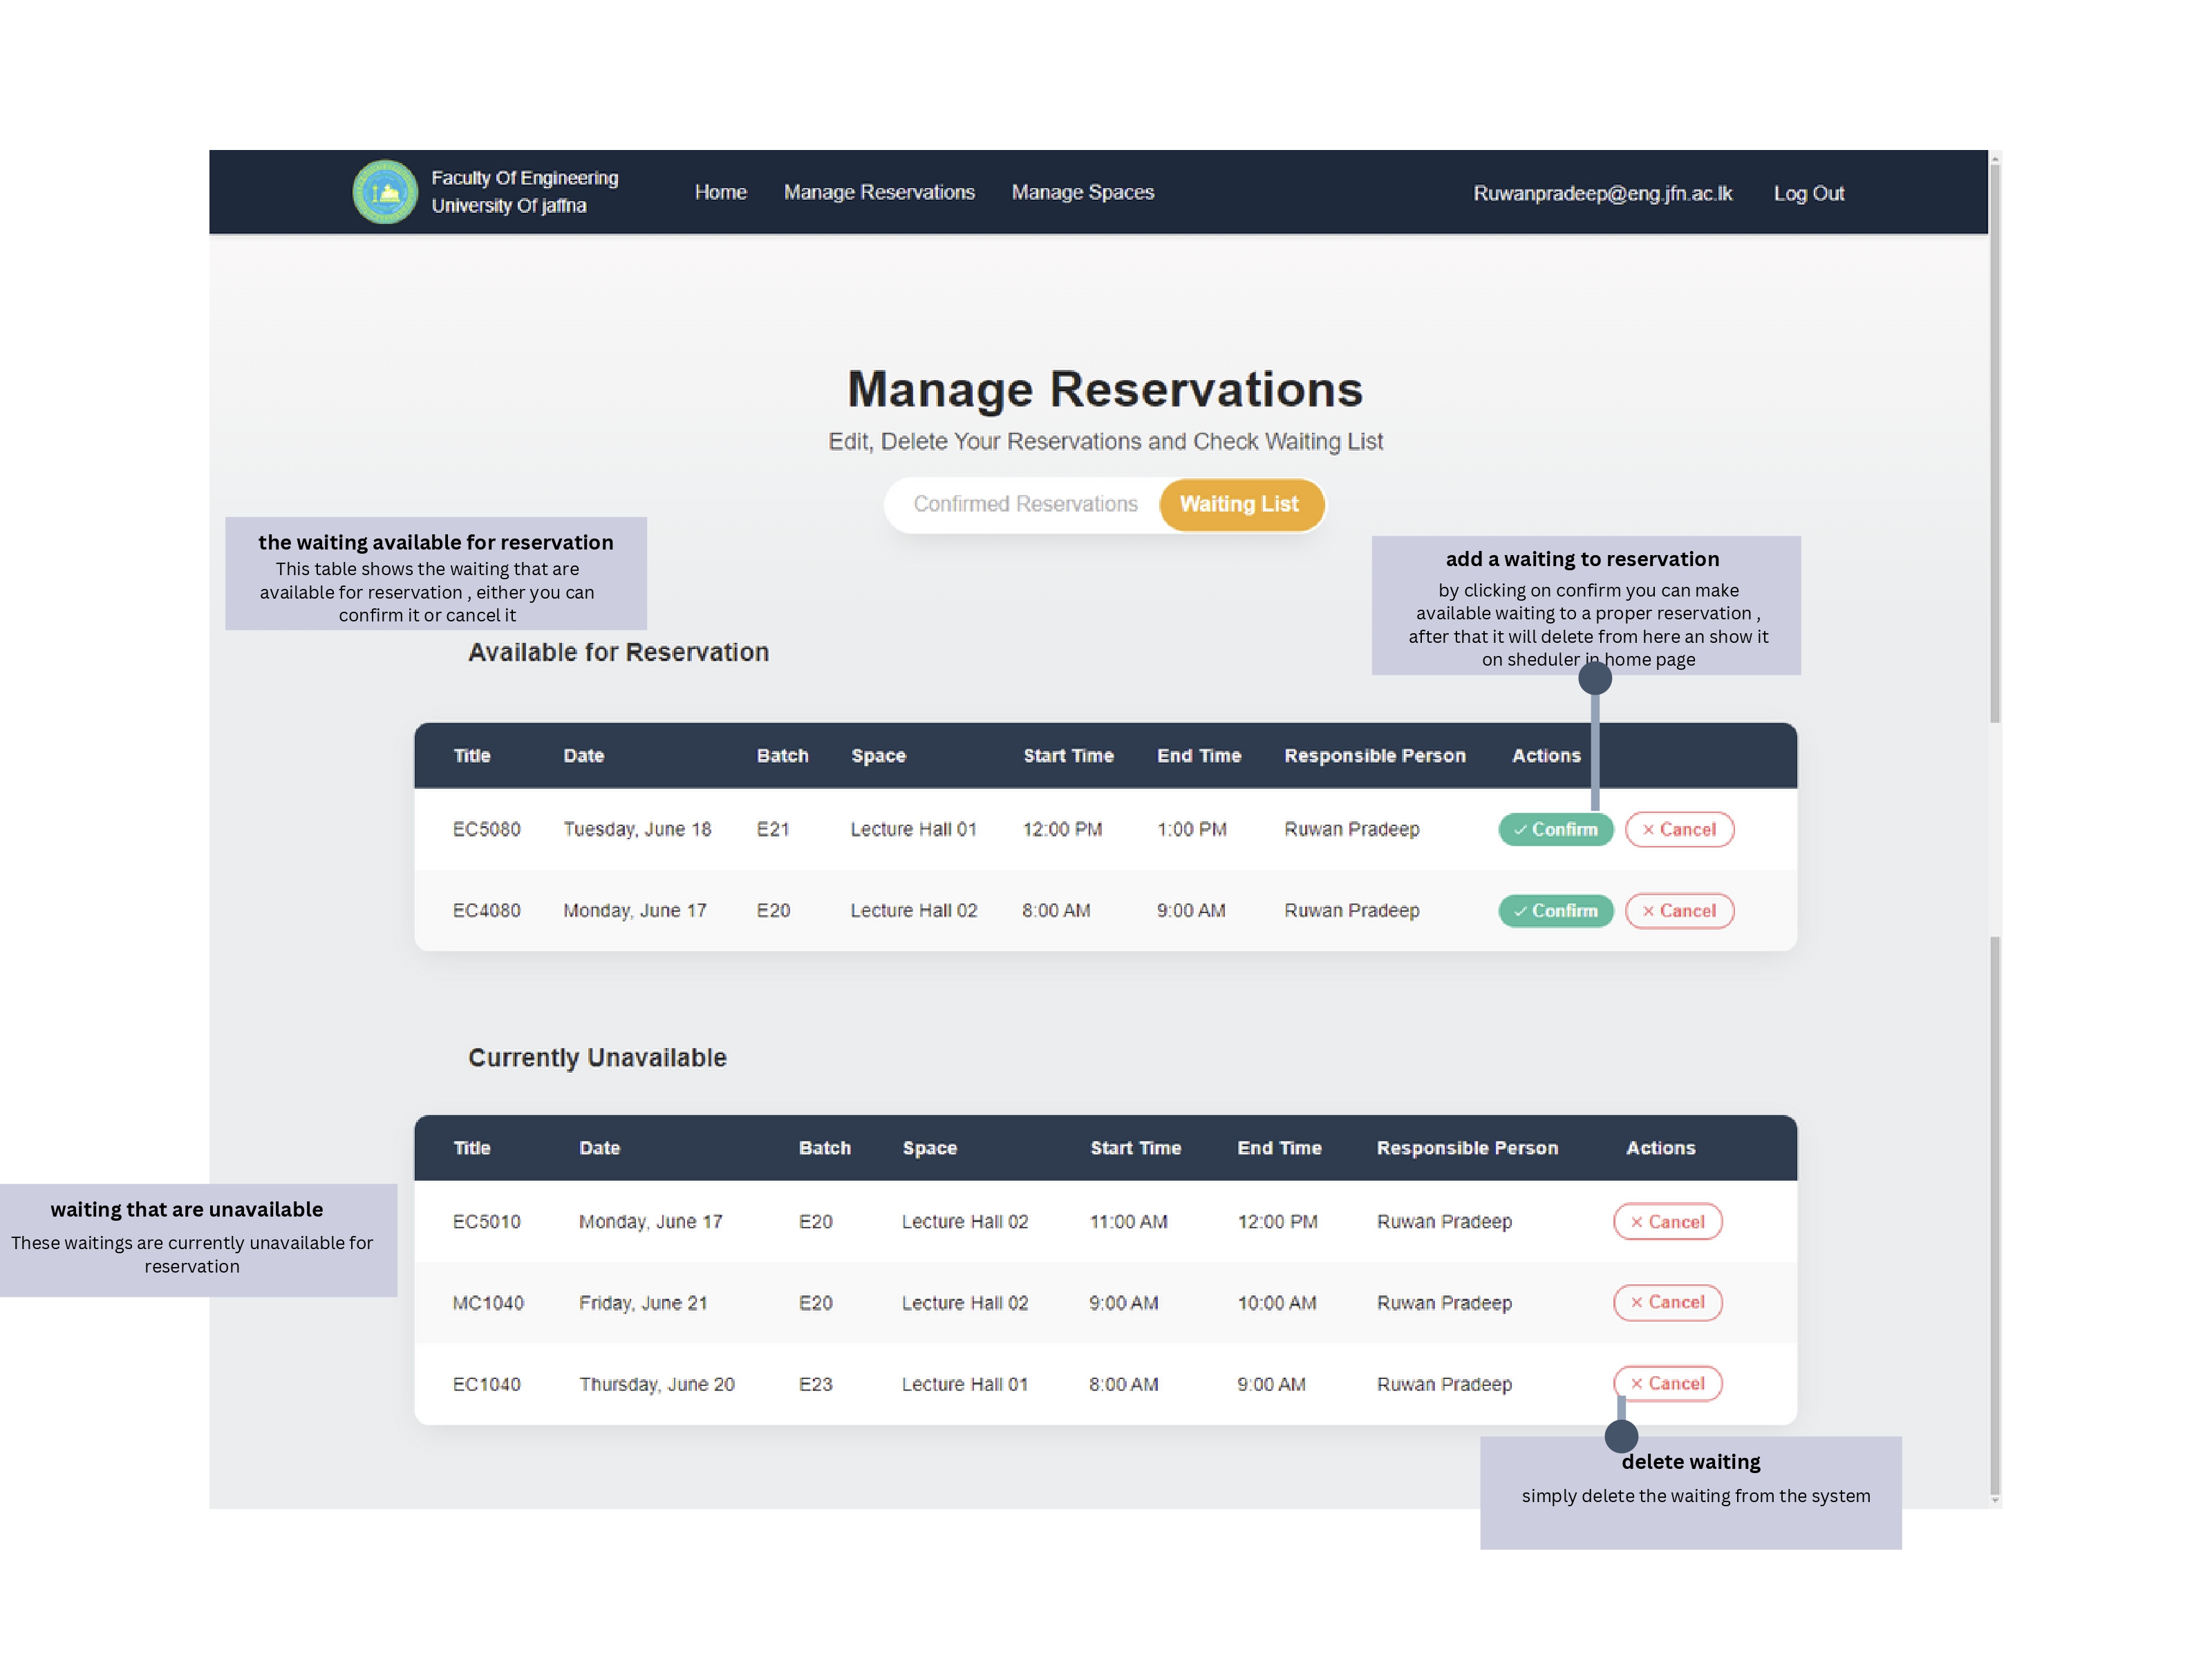 Faculty Of Engineering
University Of jaffna
Home Manage Reservations Manage Spaces
Ruwanpradeep@eng.jfn.ac.lk Log Out
Manage Reservations
Edit, Delete Your Reservations and Check Waiting List
Confirmed Reservations Waiting List
the waiting available for reservation
This table shows the waiting that are
available for reservation , either you can
confirm it or cancel it
add a waiting to reservation
by clicking on confirm you can make
available waiting to a proper reservation ,
after that it will delete from here an show it
on sheduler in home page
Available for Reservation
Title Date Batch Space Start Time End Time Responsible Person Actions
EC5080 Tuesday, June 18 E21 Lecture Hall 01 12:00 PM 1:00 PM Ruwan Pradeep ✓ Confirm × Cancel
EC4080 Monday, June 17 E20 Lecture Hall 02 8:00 AM 9:00 AM Ruwan Pradeep ✓ Confirm × Cancel
Currently Unavailable
Title Date Batch Space Start Time End Time Responsible Person Actions
waiting that are unavailable
These waitings are currently unavailable for
reservation
EC5010 Monday, June 17 E20 Lecture Hall 02 11:00 AM 12:00 PM Ruwan Pradeep × Cancel
MC1040 Friday, June 21 E20 Lecture Hall 02 9:00 AM 10:00 AM Ruwan Pradeep × Cancel
EC1040 Thursday, June 20 E23 Lecture Hall 01 8:00 AM 9:00 AM Ruwan Pradeep × Cancel
delete waiting
simply delete the waiting from the system